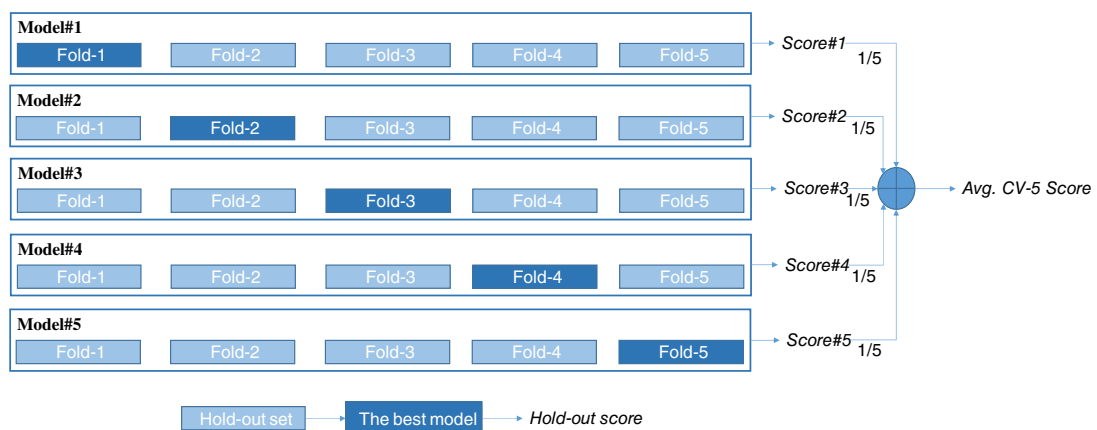 Model#1
Fold-1 Fold-2 Fold-3 Fold-4 Fold-5
Score#1
1/5
Model#2
Fold-1 Fold-2 Fold-3 Fold-4 Fold-5
Score#2
1/5
Model#3
Fold-1 Fold-2 Fold-3 Fold-4 Fold-5
Score#3
1/5
Avg. CV-5 Score
Model#4
Fold-1 Fold-2 Fold-3 Fold-4 Fold-5
Score#4
1/5
Model#5
Fold-1 Fold-2 Fold-3 Fold-4 Fold-5
Score#5
1/5
Hold-out set The best model Hold-out score